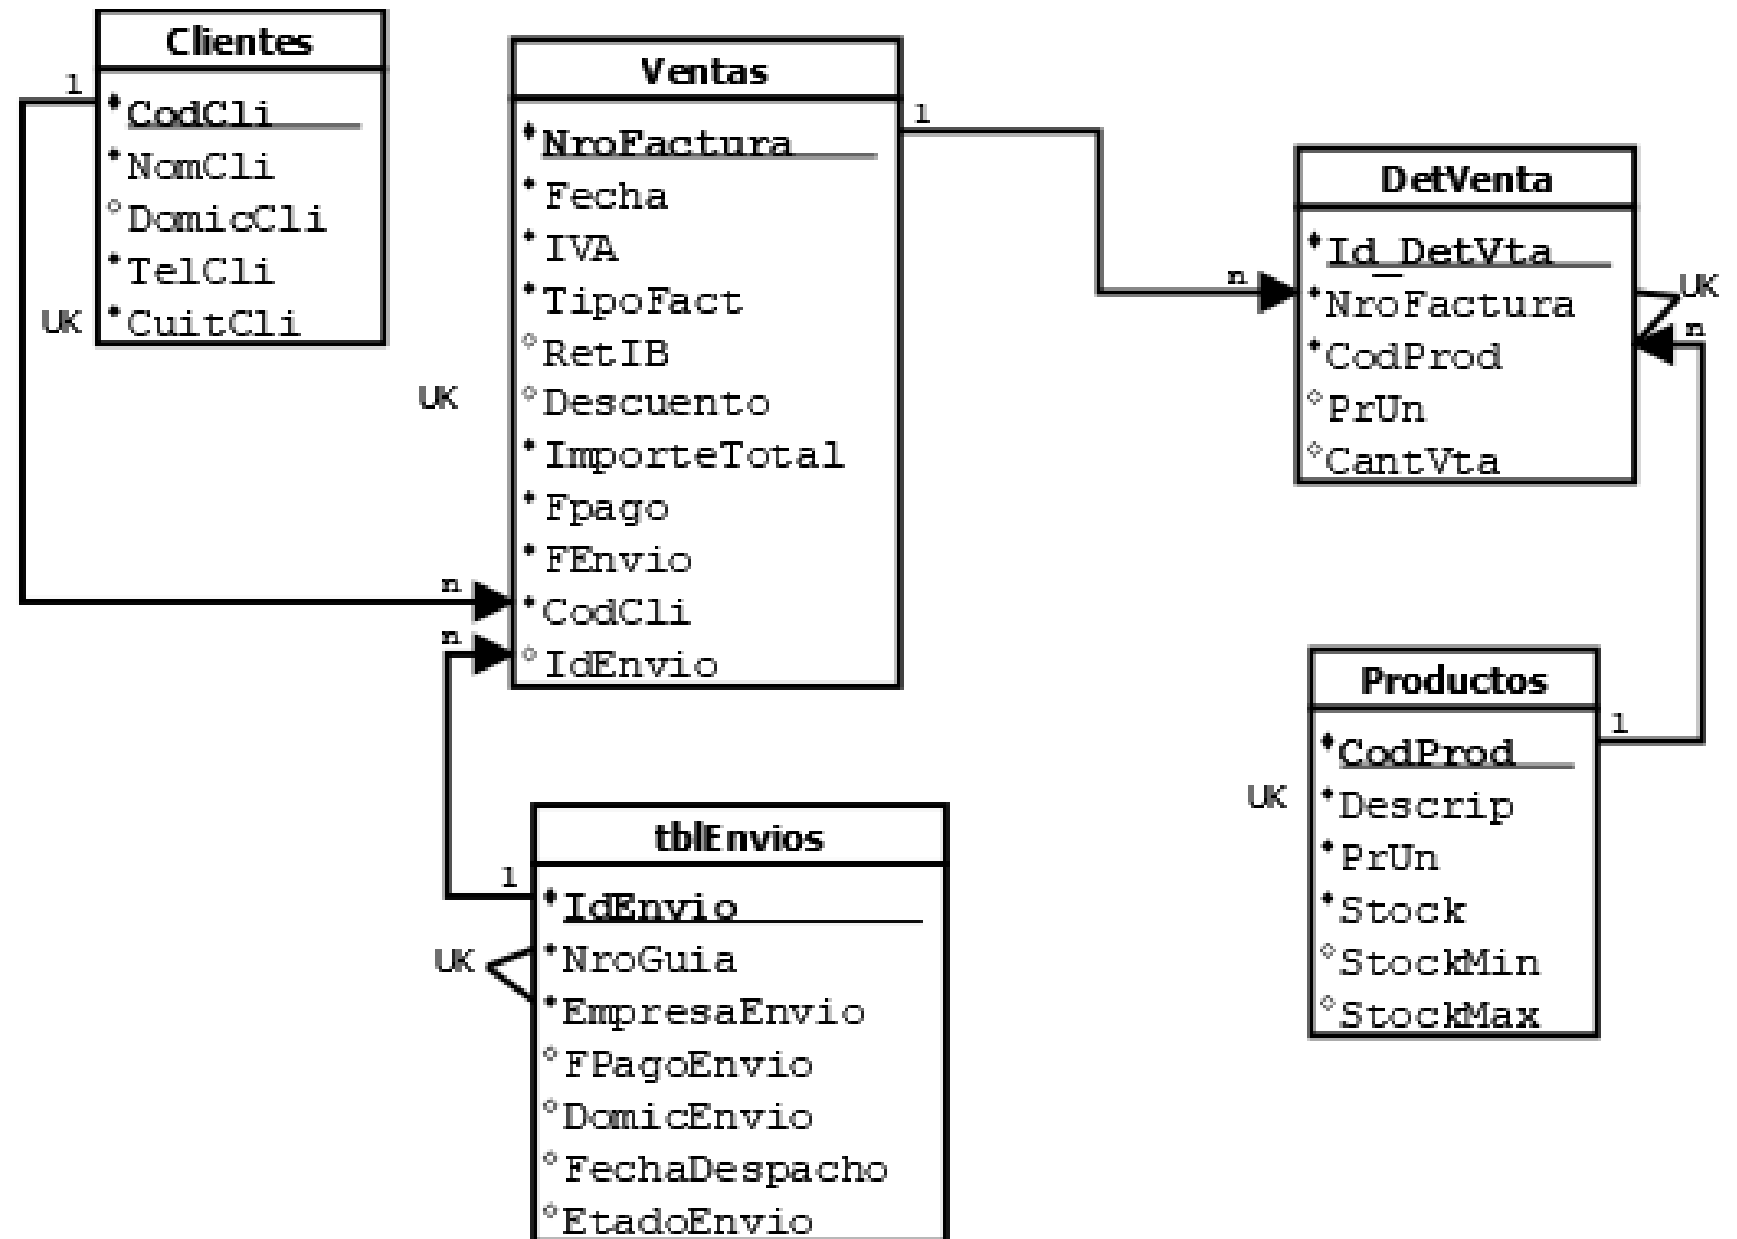 Clientes
1
CodCli
NomCli
DomicCli
TelCli
UK
CuitCli
Ventas
1
NroFactura
Fecha
IVA
TipoFact
RetIB
UK
Descuento
ImporteTotal
Fpago
FEnvio
n
CodCli
n
IdEnvio
DetVenta
Id_DetVta
n
NroFactura
UK
n
CodProd
PrUn
CantVta
Productos
1
CodProd
UK
Descrip
PrUn
Stock
StockMin
StockMax
tblEnvios
1
IdEnvio
UK
NroGuia
EmpresaEnvio
FPagoEnvio
DomicEnvio
FechaDespacho
EtadoEnvio